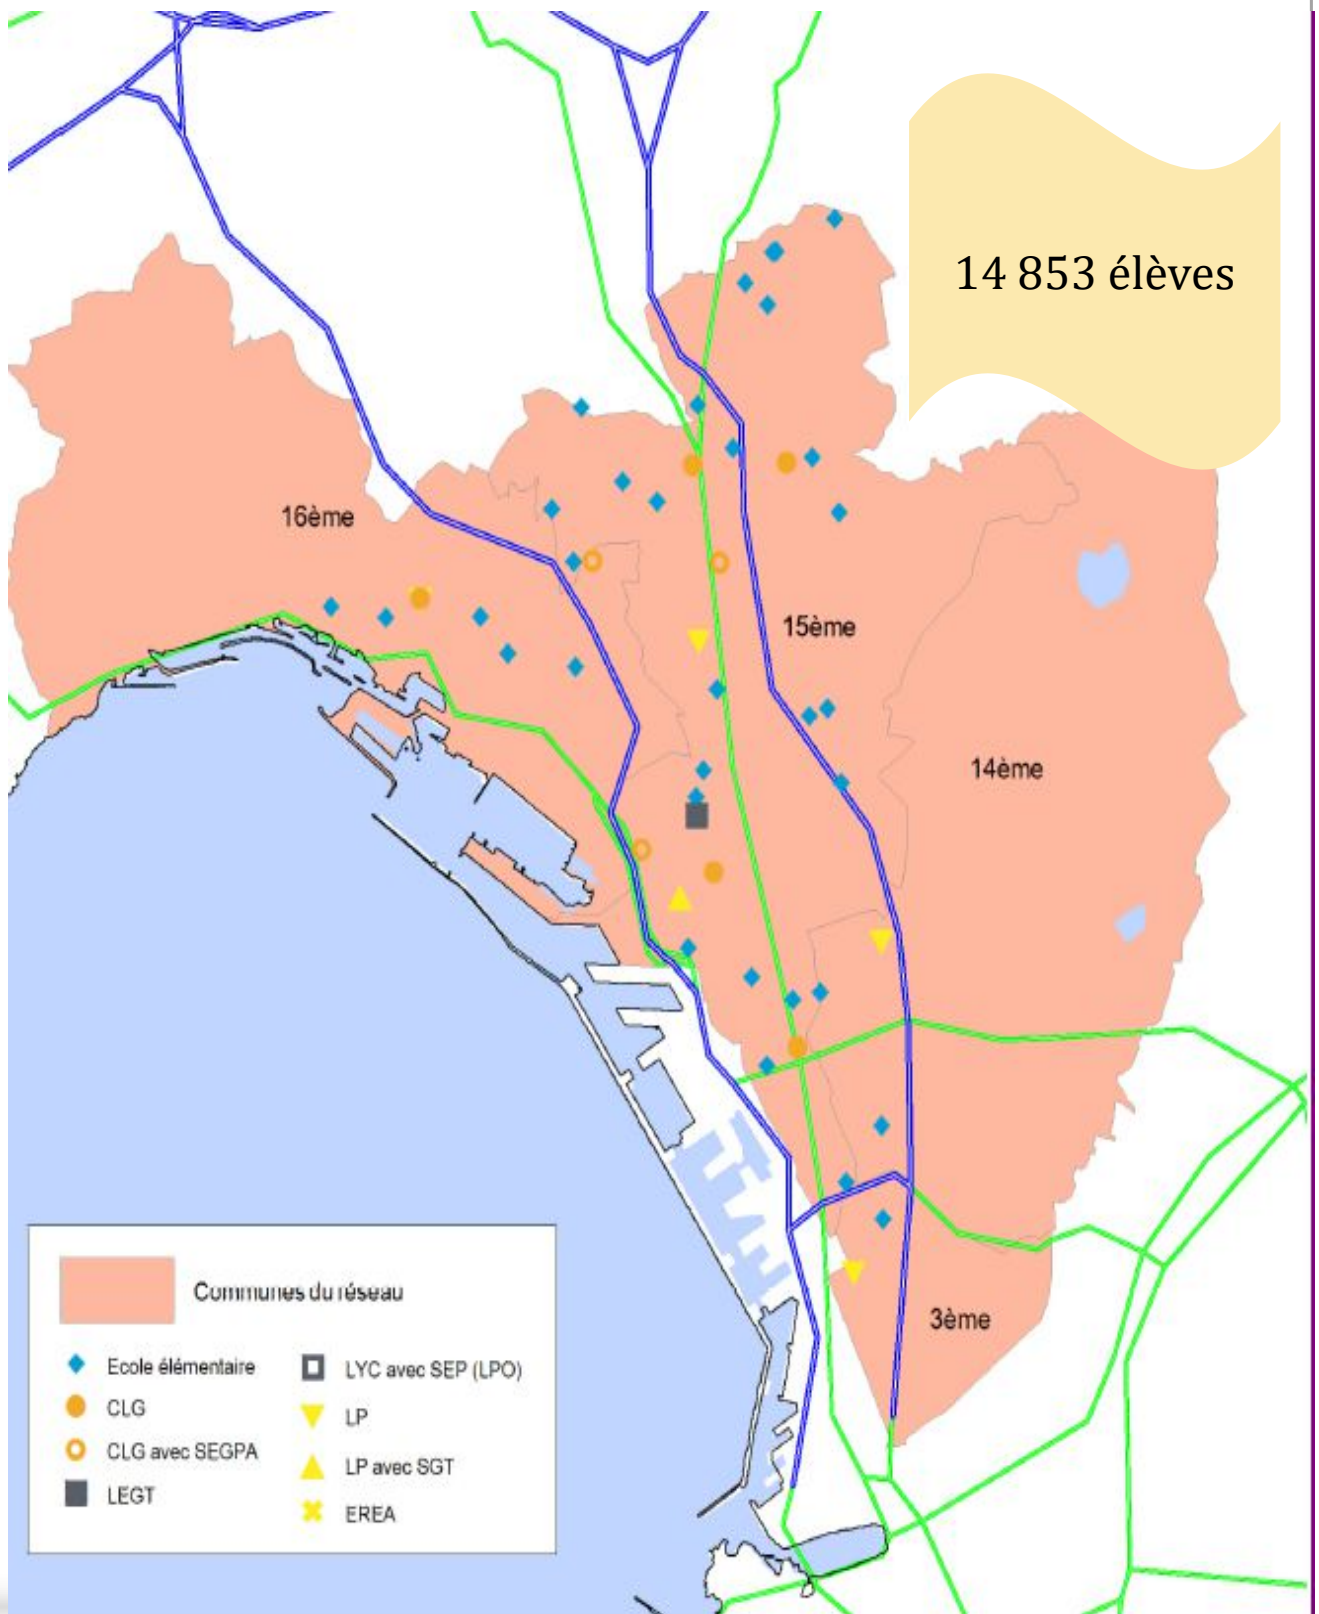 14 853 élèves
16ème
15ème
14ème
3ème
Communes du réseau
Ecole élémentaire
CLG
CLG avec SEGPA
LEGT
LYC avec SEP (LPO)
LP
LP avec SGT
EREA